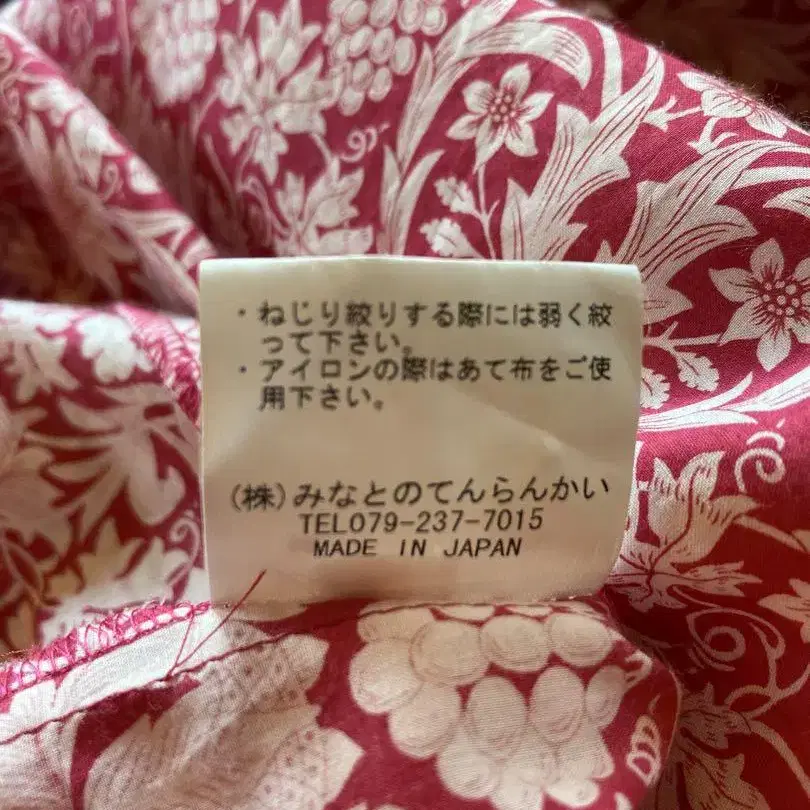 ・ねじり絞りする際には弱く絞
って下さい。
・アイロンの際はあて布をご使
用下さい。
(株)みなとのてんらんかい
TEL079-237-7015
MADE IN JAPAN